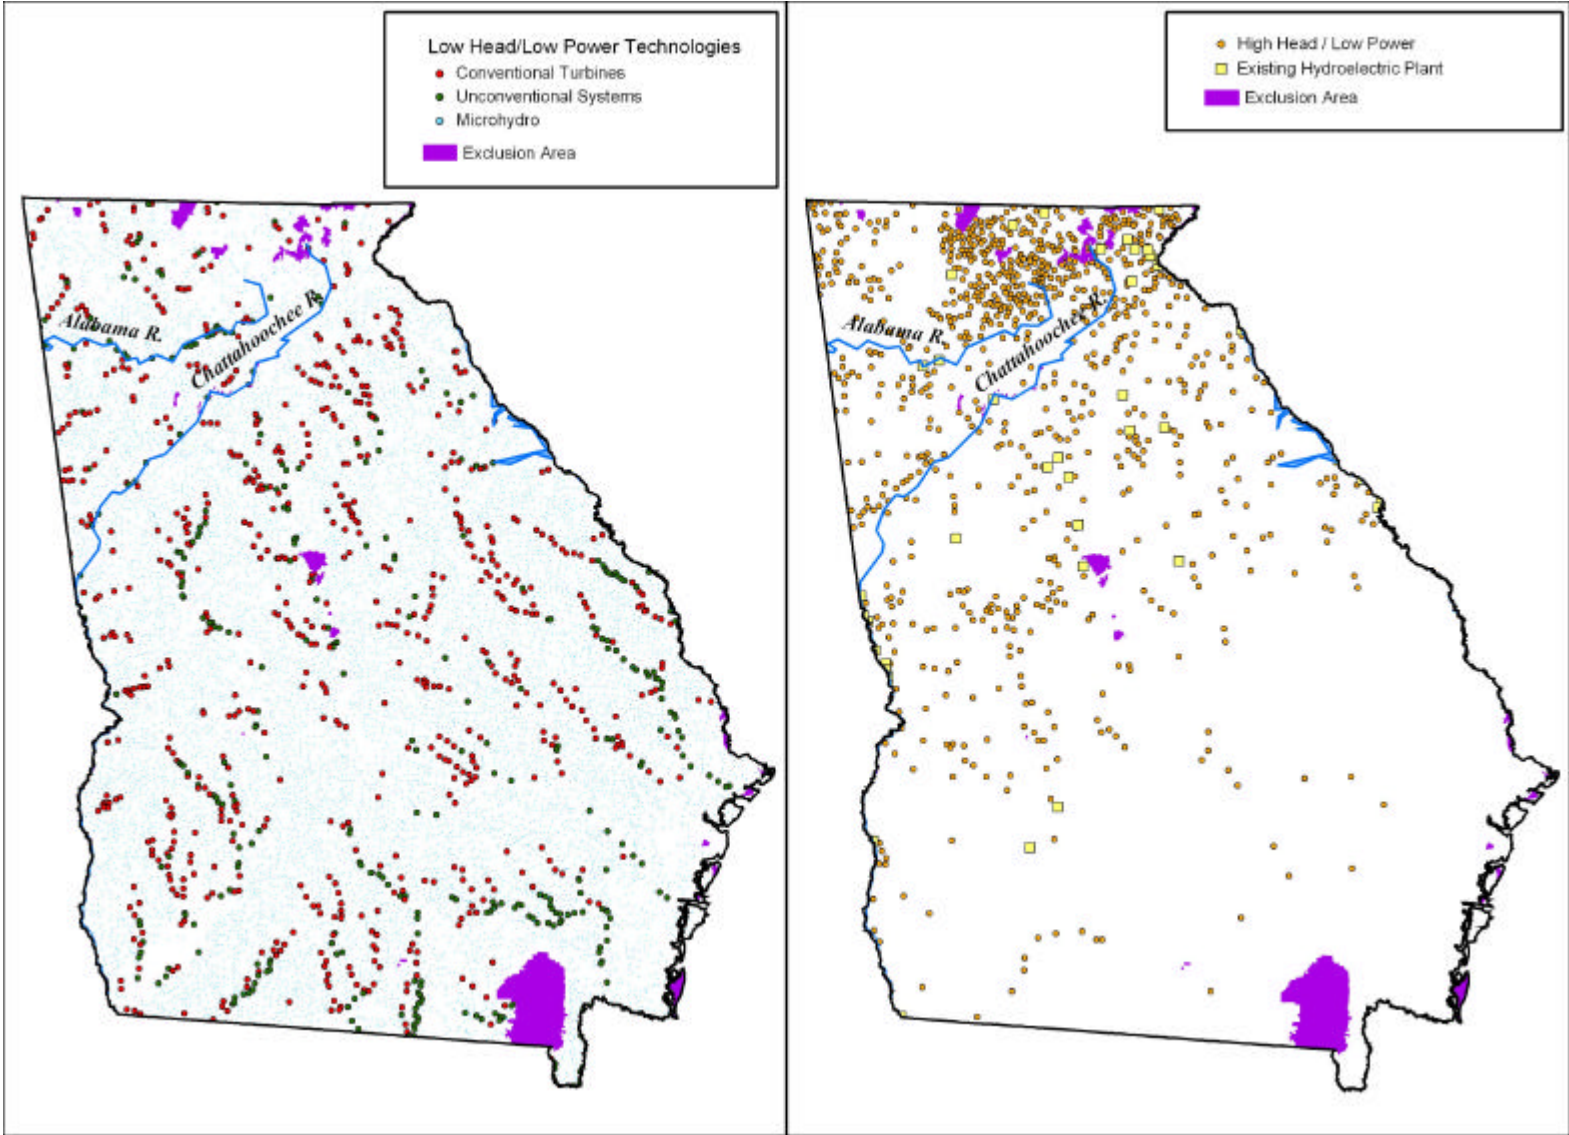 Low Head/Low Power Technologies
Conventional Turbines
Unconventional Systems
Microhydro
Exclusion Area
Alabama R.
Chattahoochee R.
High Head / Low Power
Existing Hydroelectric Plant
Exclusion Area
Alabama R.
Chattahoochee R.